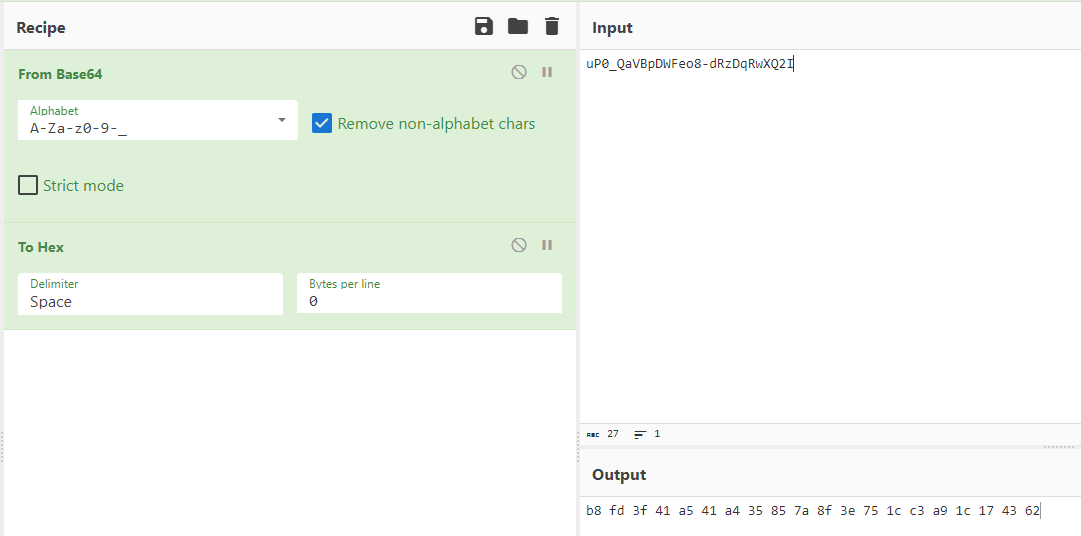 Recipe
From Base64
Alphabet
A-Za-z0-9-_
Remove non-alphabet chars
Strict mode
To Hex
Delimiter
Space
Bytes per line
0
Input
uP0_QaVBpDWFeo8-dRzDqRwXQ2I
ABC 27 1
Output
b8 fd 3f 41 a5 41 a4 35 85 7a 8f 3e 75 1c c3 a9 1c 17 43 62